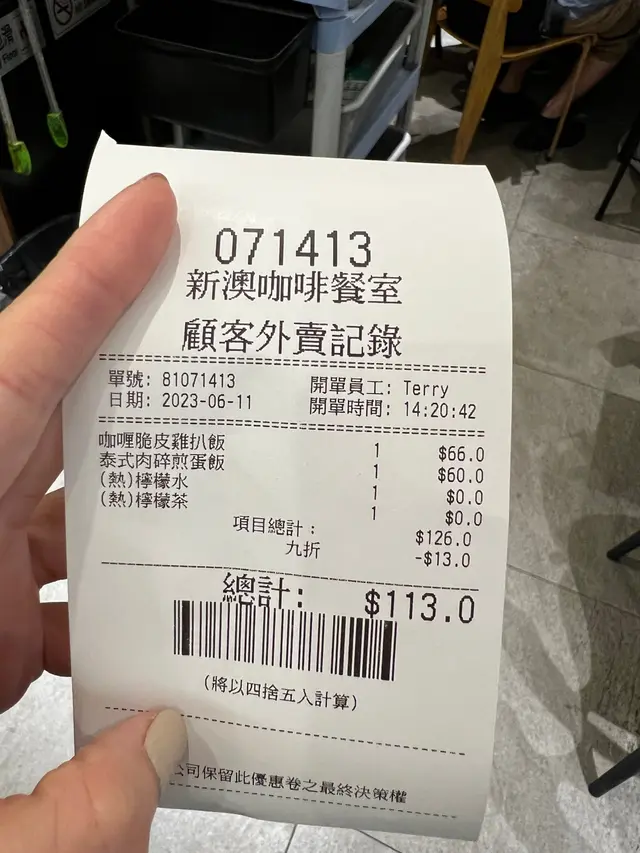 071413
新澳咖啡餐室
顧客外賣記錄
單號: 81071413 開單員工: Terry
日期: 2023-06-11 開單時間: 14:20:42
咖喱脆皮雞扒飯 1 $66.0
泰式肉碎煎蛋飯 1 $60.0
(熱)檸檬水 1 $0.0
(熱)檸檬茶 1 $0.0
項目總計: $126.0
九折 -$13.0
總計: $113.0
(將以四捨五入計算)
公司保留此優惠卷之最終決策權